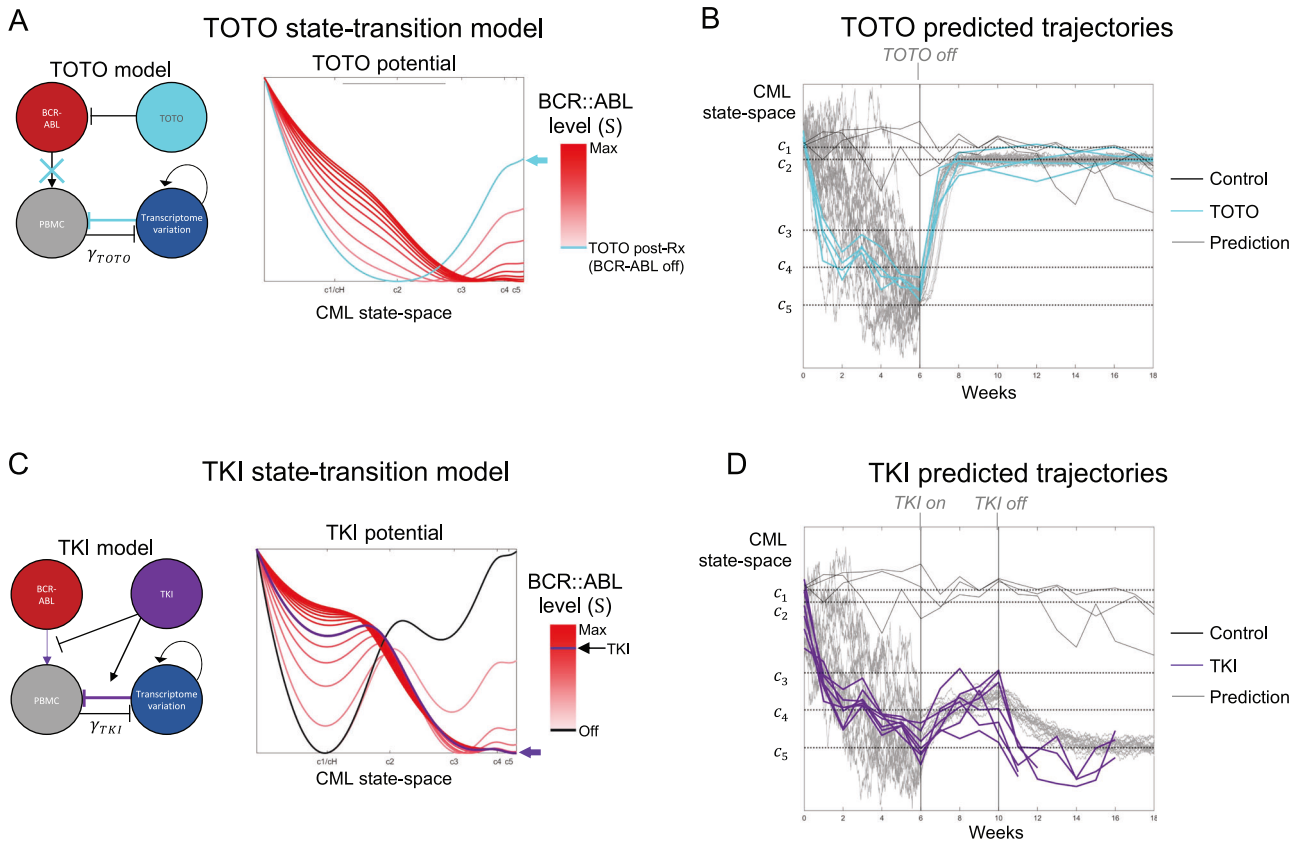 A
TOTO state-transition model
TOTO model
BCR-
ABL
TOTO
PBMC
Transcriptome
variation
γTOTO
TOTO potential
c1/cH
c2
c3
c4
c5
CML state-space
BCR::ABL
level (S)
Max
TOTO post-Rx
(BCR-ABL off)
B
TOTO predicted trajectories
TOTO off
CML
state-space
c1
c2
c3
c4
c5
0 2 4 6 8 10 12 14 16 18
Weeks
Control
TOTO
Prediction
C
TKI state-transition model
TKI model
BCR-
ABL
TKI
PBMC
Transcriptome
variation
γTKI
TKI potential
c1/cH
c2
c3
c4
c5
CML state-space
BCR::ABL
level (S)
Max
TKI
Off
D
TKI predicted trajectories
TKI on TKI off
CML
state-space
c1
c2
c3
c4
c5
0 2 4 6 8 10 12 14 16 18
Weeks
Control
TKI
Prediction